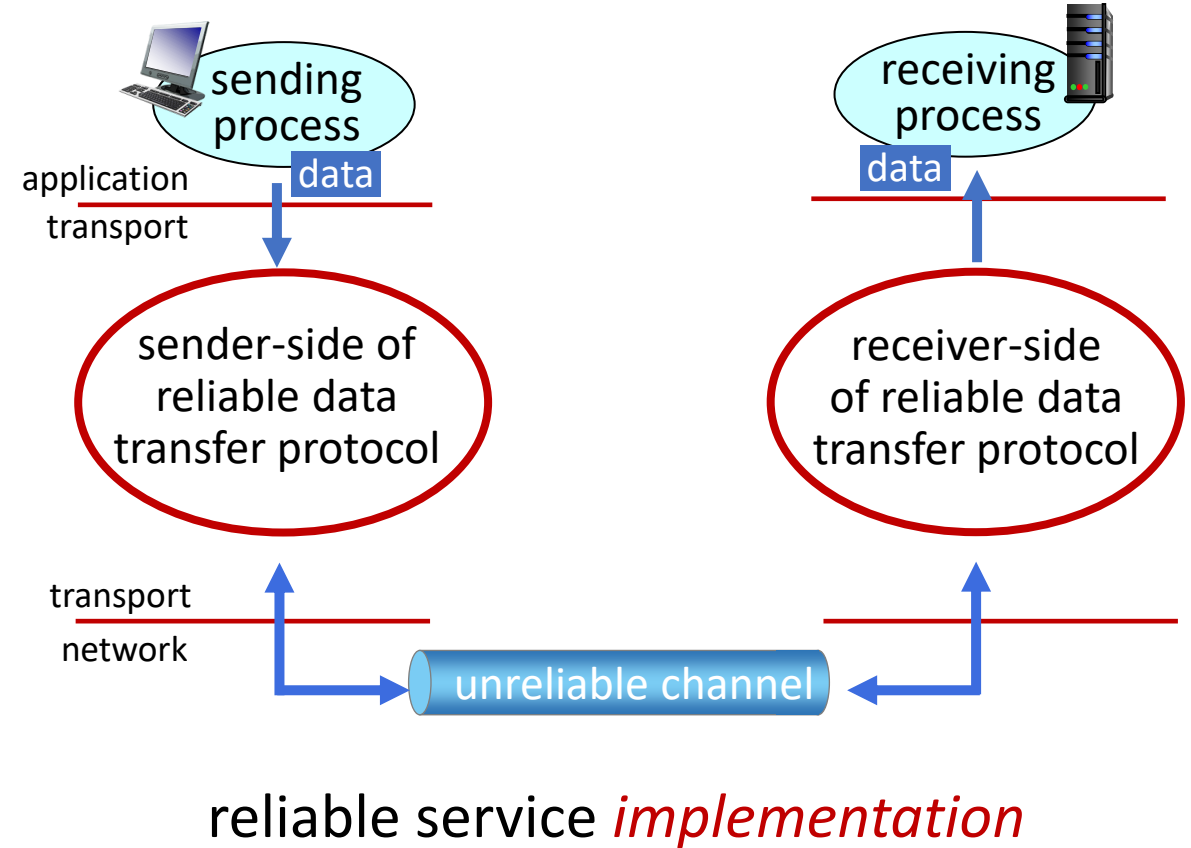 sending
process
data
receiving
process
data
application
transport
sender-side of
reliable data
transfer protocol
receiver-side
of reliable data
transfer protocol
transport
network
unreliable channel
reliable service implementation